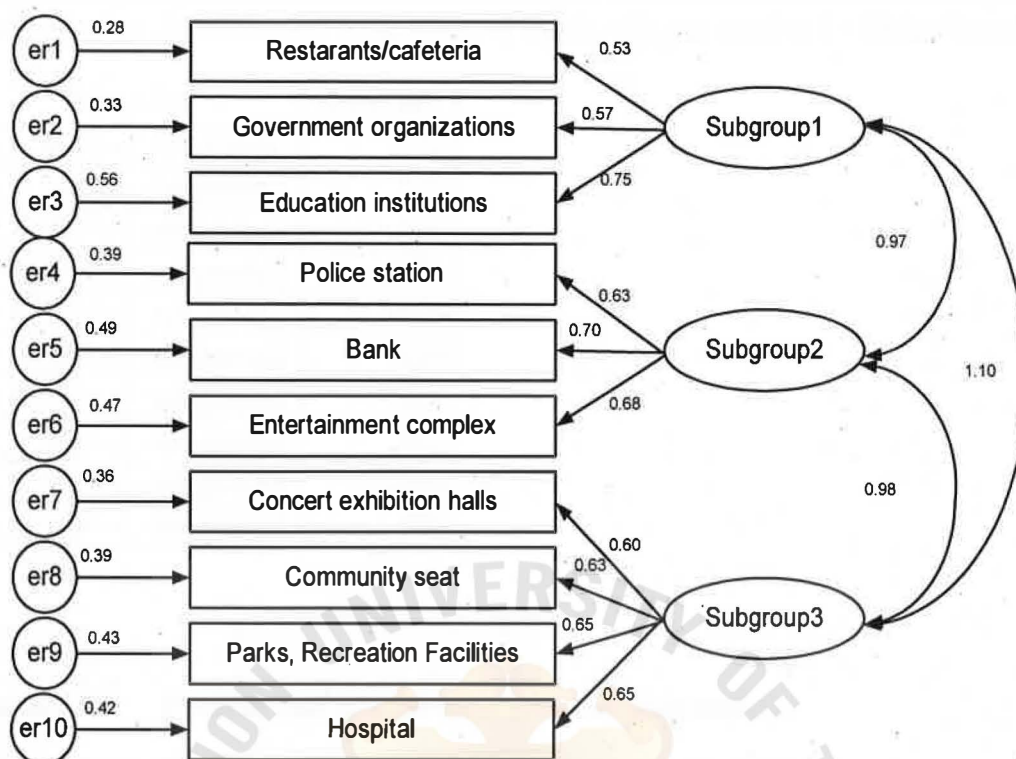 er1 0.28 Restarants/cafeteria 0.53
er2 0.33 Government organizations 0.57 Subgroup1
er3 0.56 Education institutions 0.75
0.97
er4 0.39 Police station 0.63
er5 0.49 Bank 0.70 Subgroup2
1.10
er6 0.47 Entertainment complex 0.68
er7 0.36 Concert exhibition halls 0.60
0.98
er8 0.39 Community seat 0.63
er9 0.43 Parks, Recreation Facilities 0.65 Subgroup3
er10 0.42 Hospital 0.65
ION UNIVERSITY OF